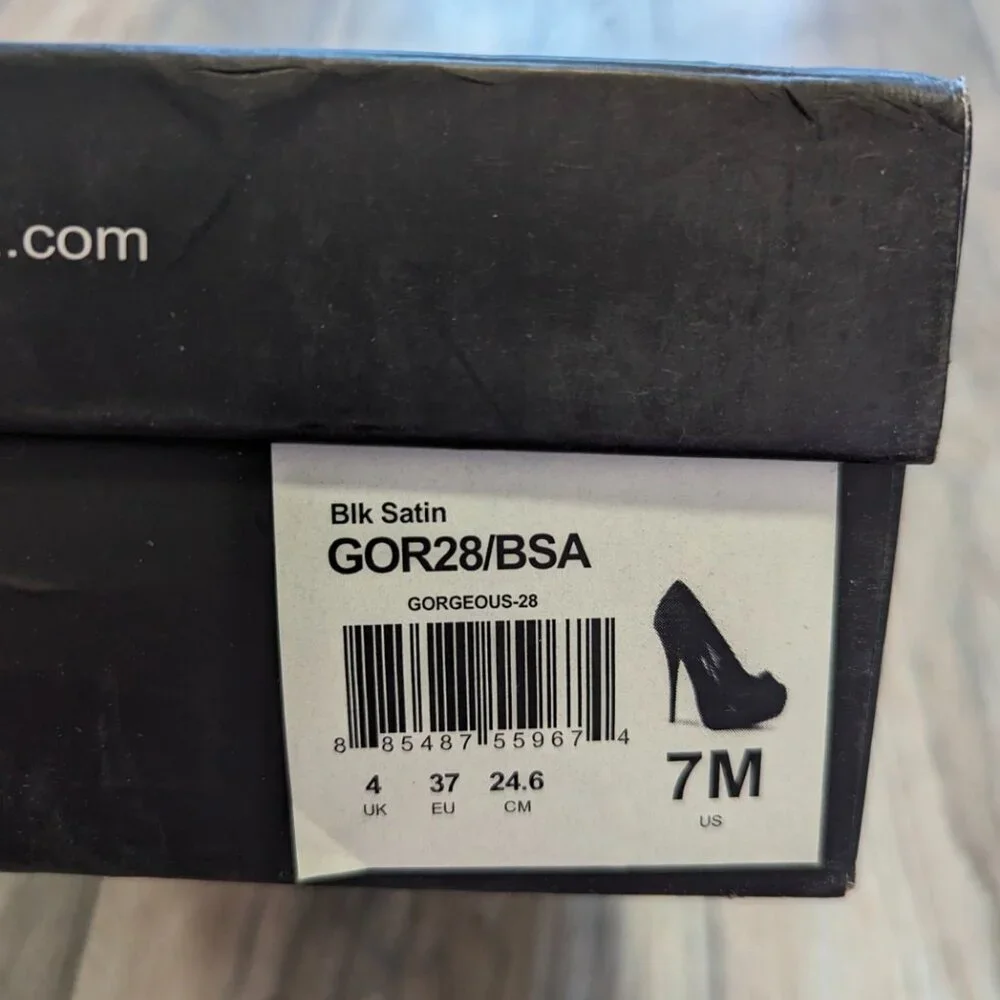 .com
Blk Satin
GOR28/BSA
GORGEOUS-28
8 85487 55967 4
4 37 24.6
UK EU CM
7M
US